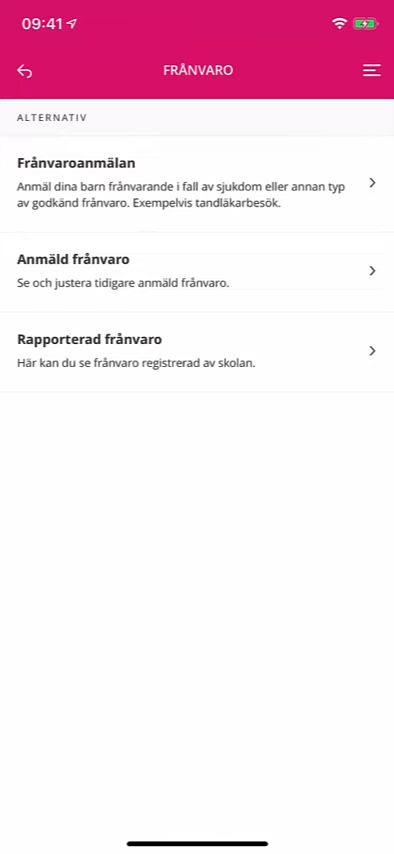 09:41
FRÅNVARO
ALTERNATIV
Frånvaroanmälan
Anmäl dina barn frånvarande i fall av sjukdom eller annan typ
av godkänd frånvaro. Exempelvis tandläkarbesök.
Anmäld frånvaro
Se och justera tidigare anmäld frånvaro.
Rapporterad frånvaro
Här kan du se frånvaro registrerad av skolan.